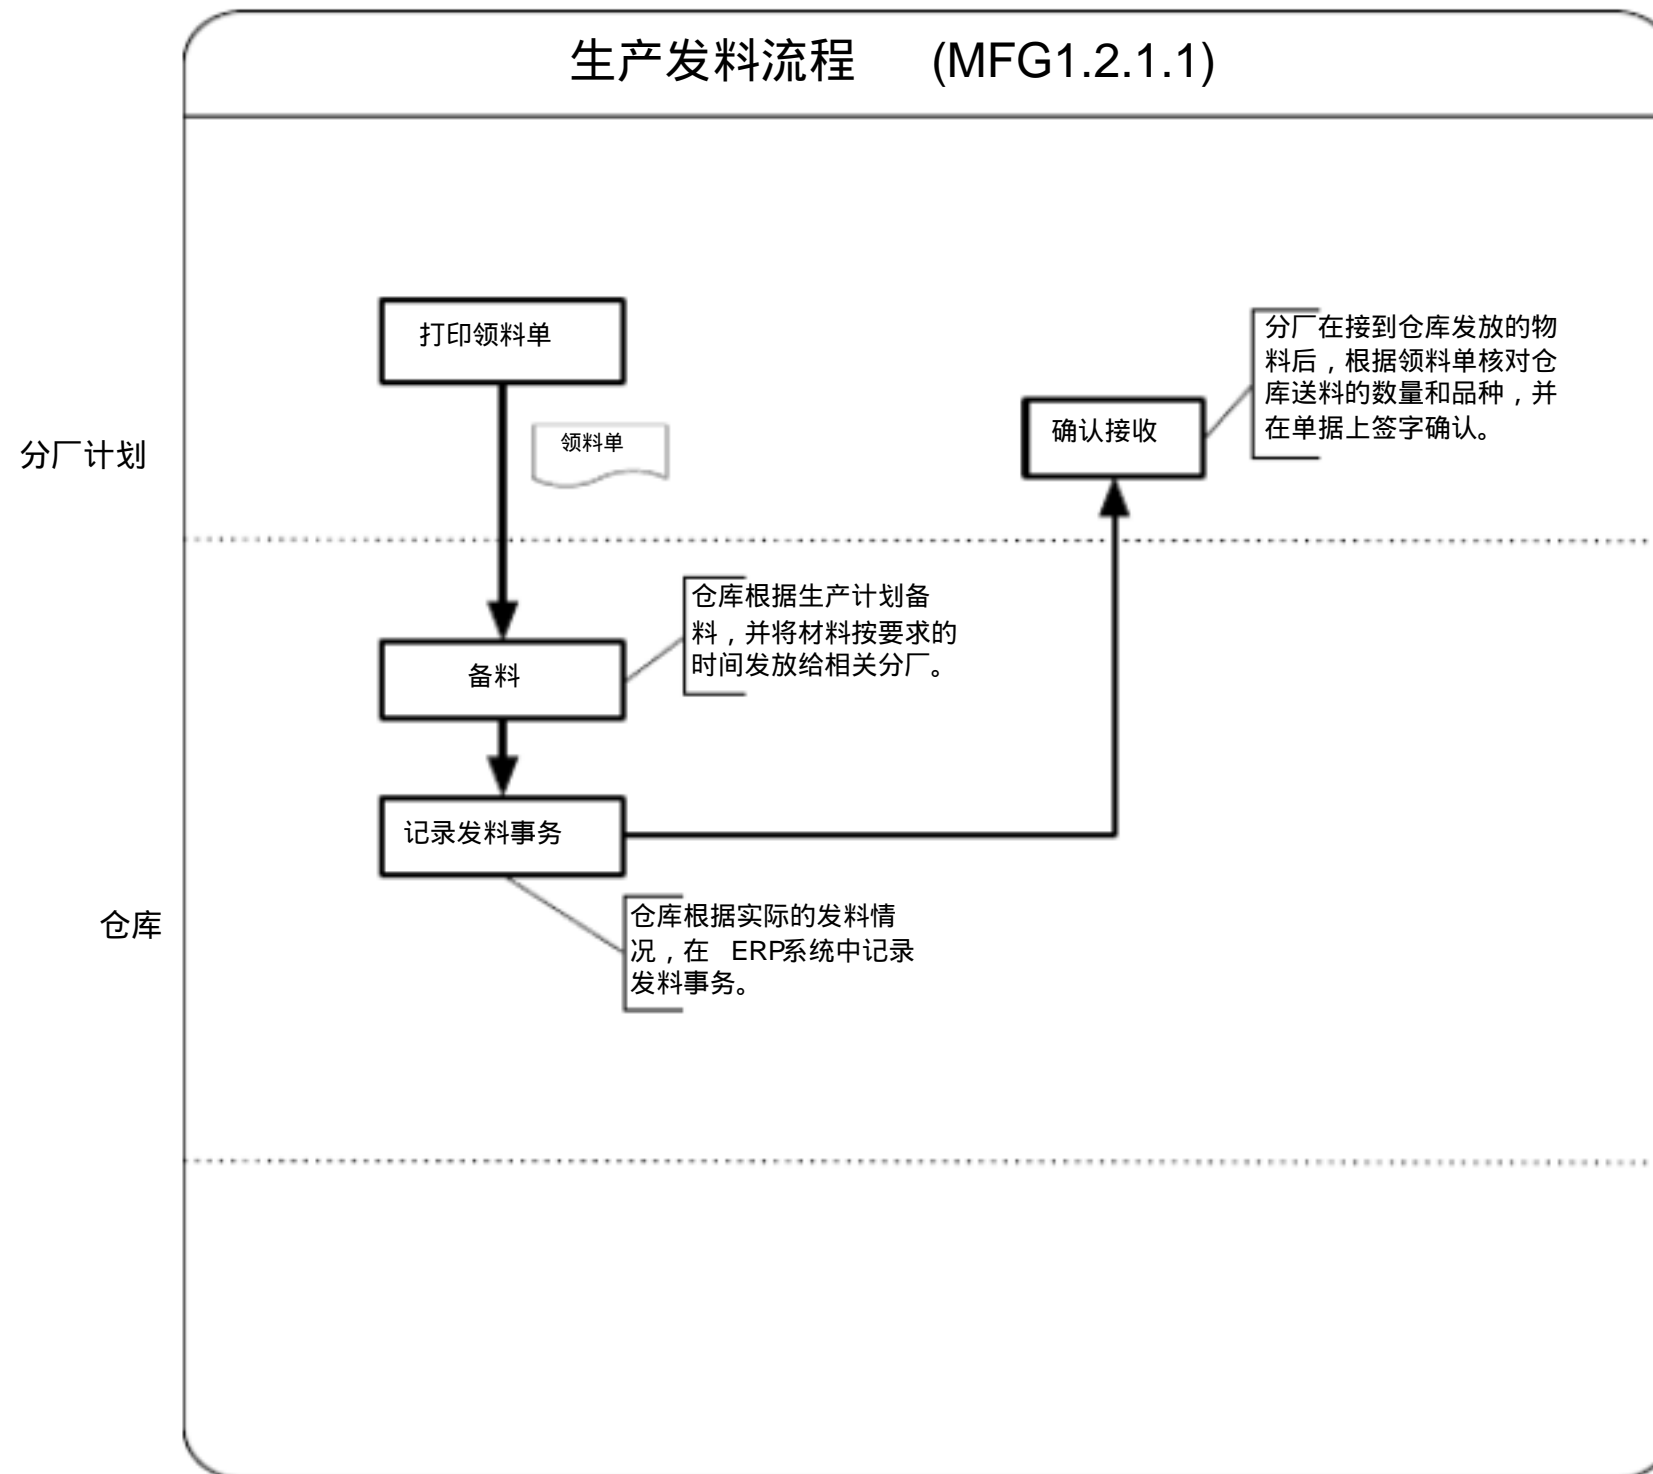 生产发料流程 (MFG1.2.1.1)
打印领料单
分厂在接到仓库发放的物
料后，根据领料单核对仓
库送料的数量和品种，并
在单据上签字确认。
确认接收
领料单
分厂计划
仓库根据生产计划备
料，并将材料按要求的
时间发放给相关分厂。
备料
记录发料事务
仓库
仓库根据实际的发料情
况，在 ERP系统中记录
发料事务。